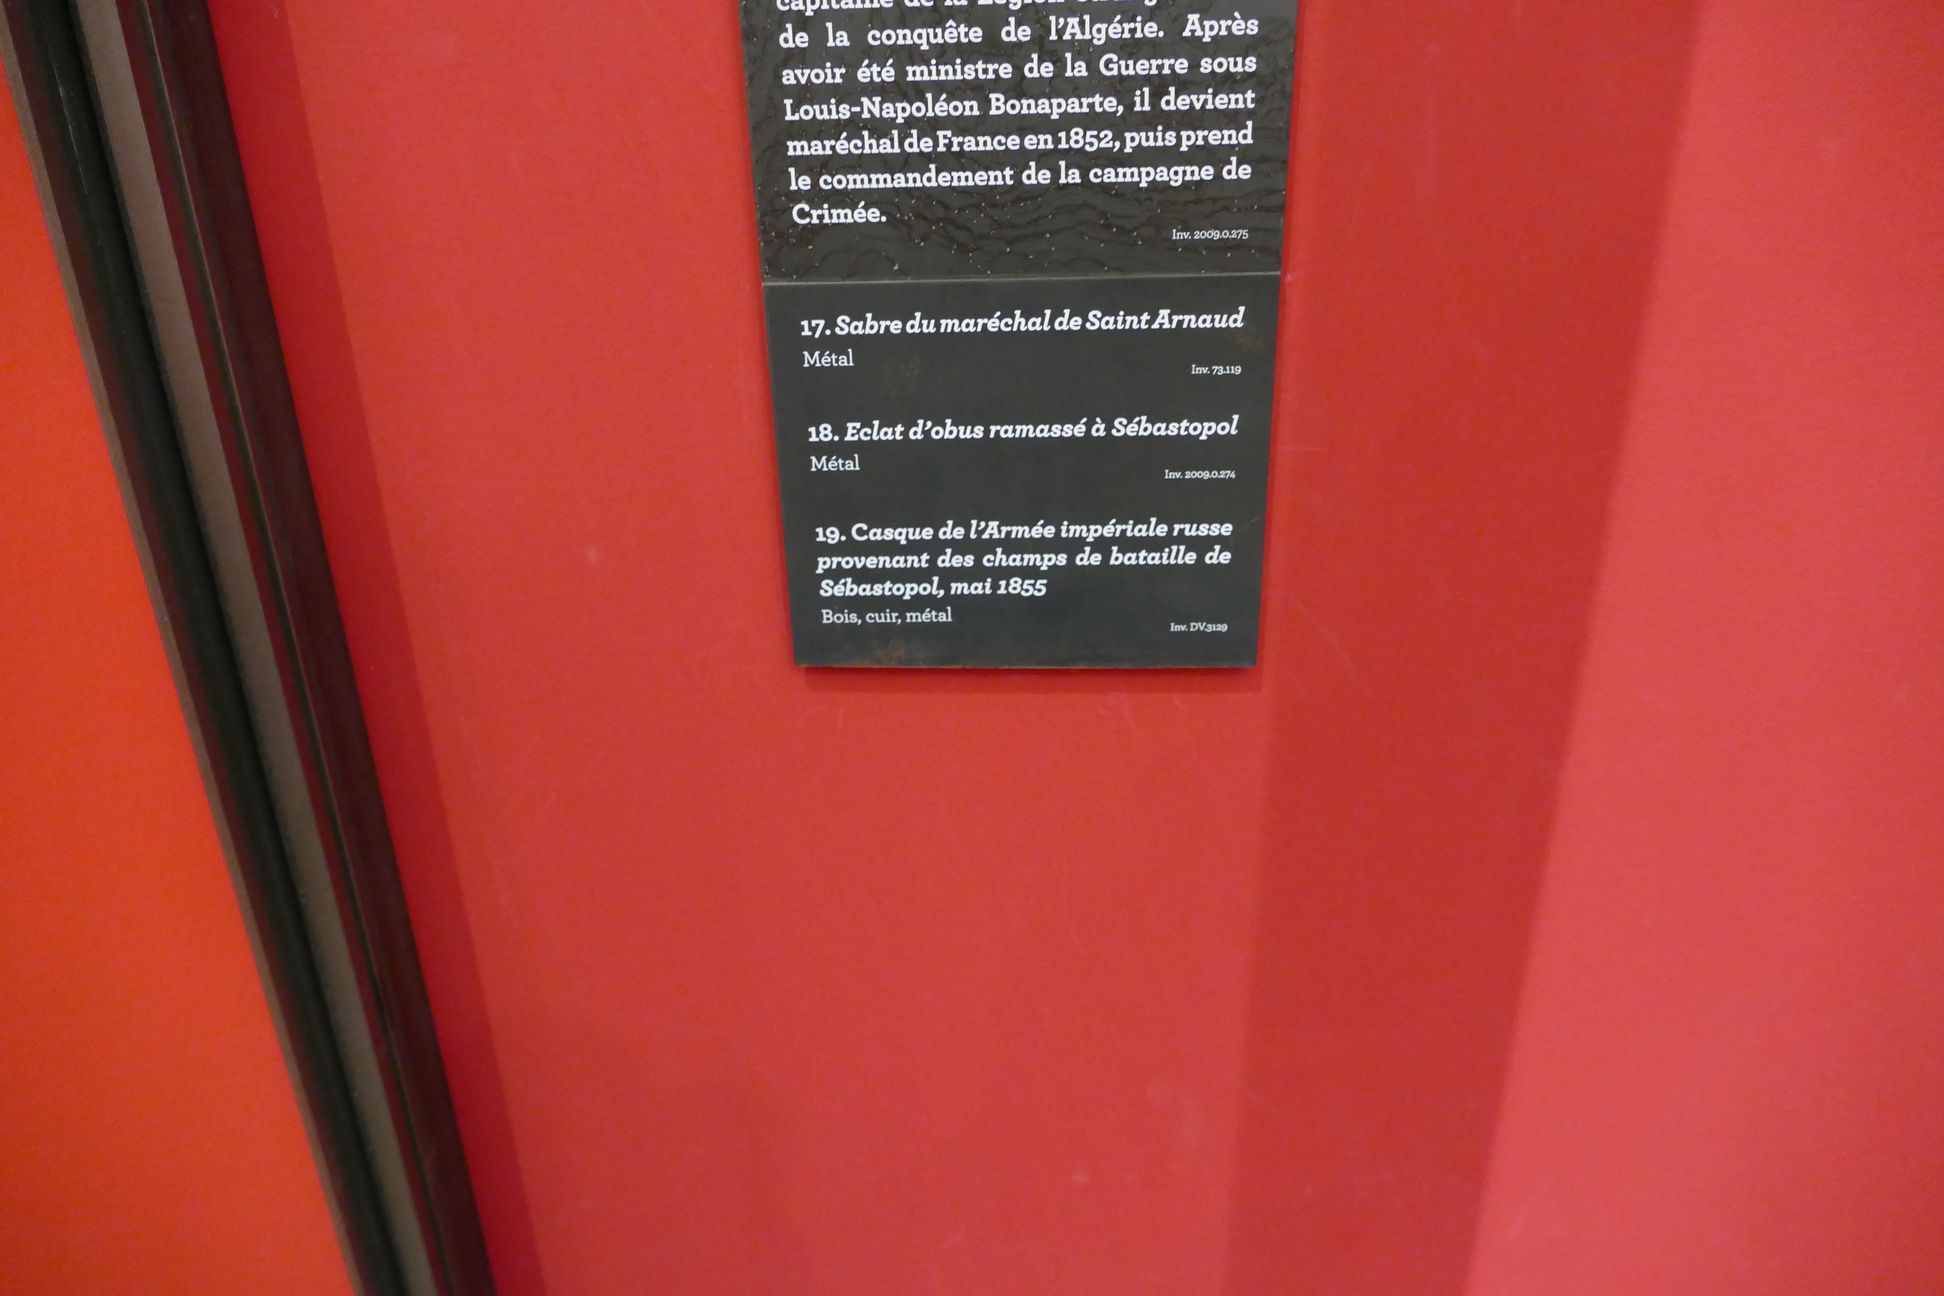 capitaine de la Légion
de la conquête de l'Algérie. Après
avoir été ministre de la Guerre sous
Louis-Napoléon Bonaparte, il devient
maréchal de France en 1852, puis prend
le commandement de la campagne de
Crimée.
Inv. 2009.0.275
17. Sabre du maréchal de Saint Arnaud
Métal
Inv. 73.119
18. Eclat d'obus ramassé à Sébastopol
Métal
Inv. 2009.0.274
19. Casque de l'Armée impériale russe
provenant des champs de bataille de
Sébastopol, mai 1855
Bois, cuir, métal
Inv. DV.3129